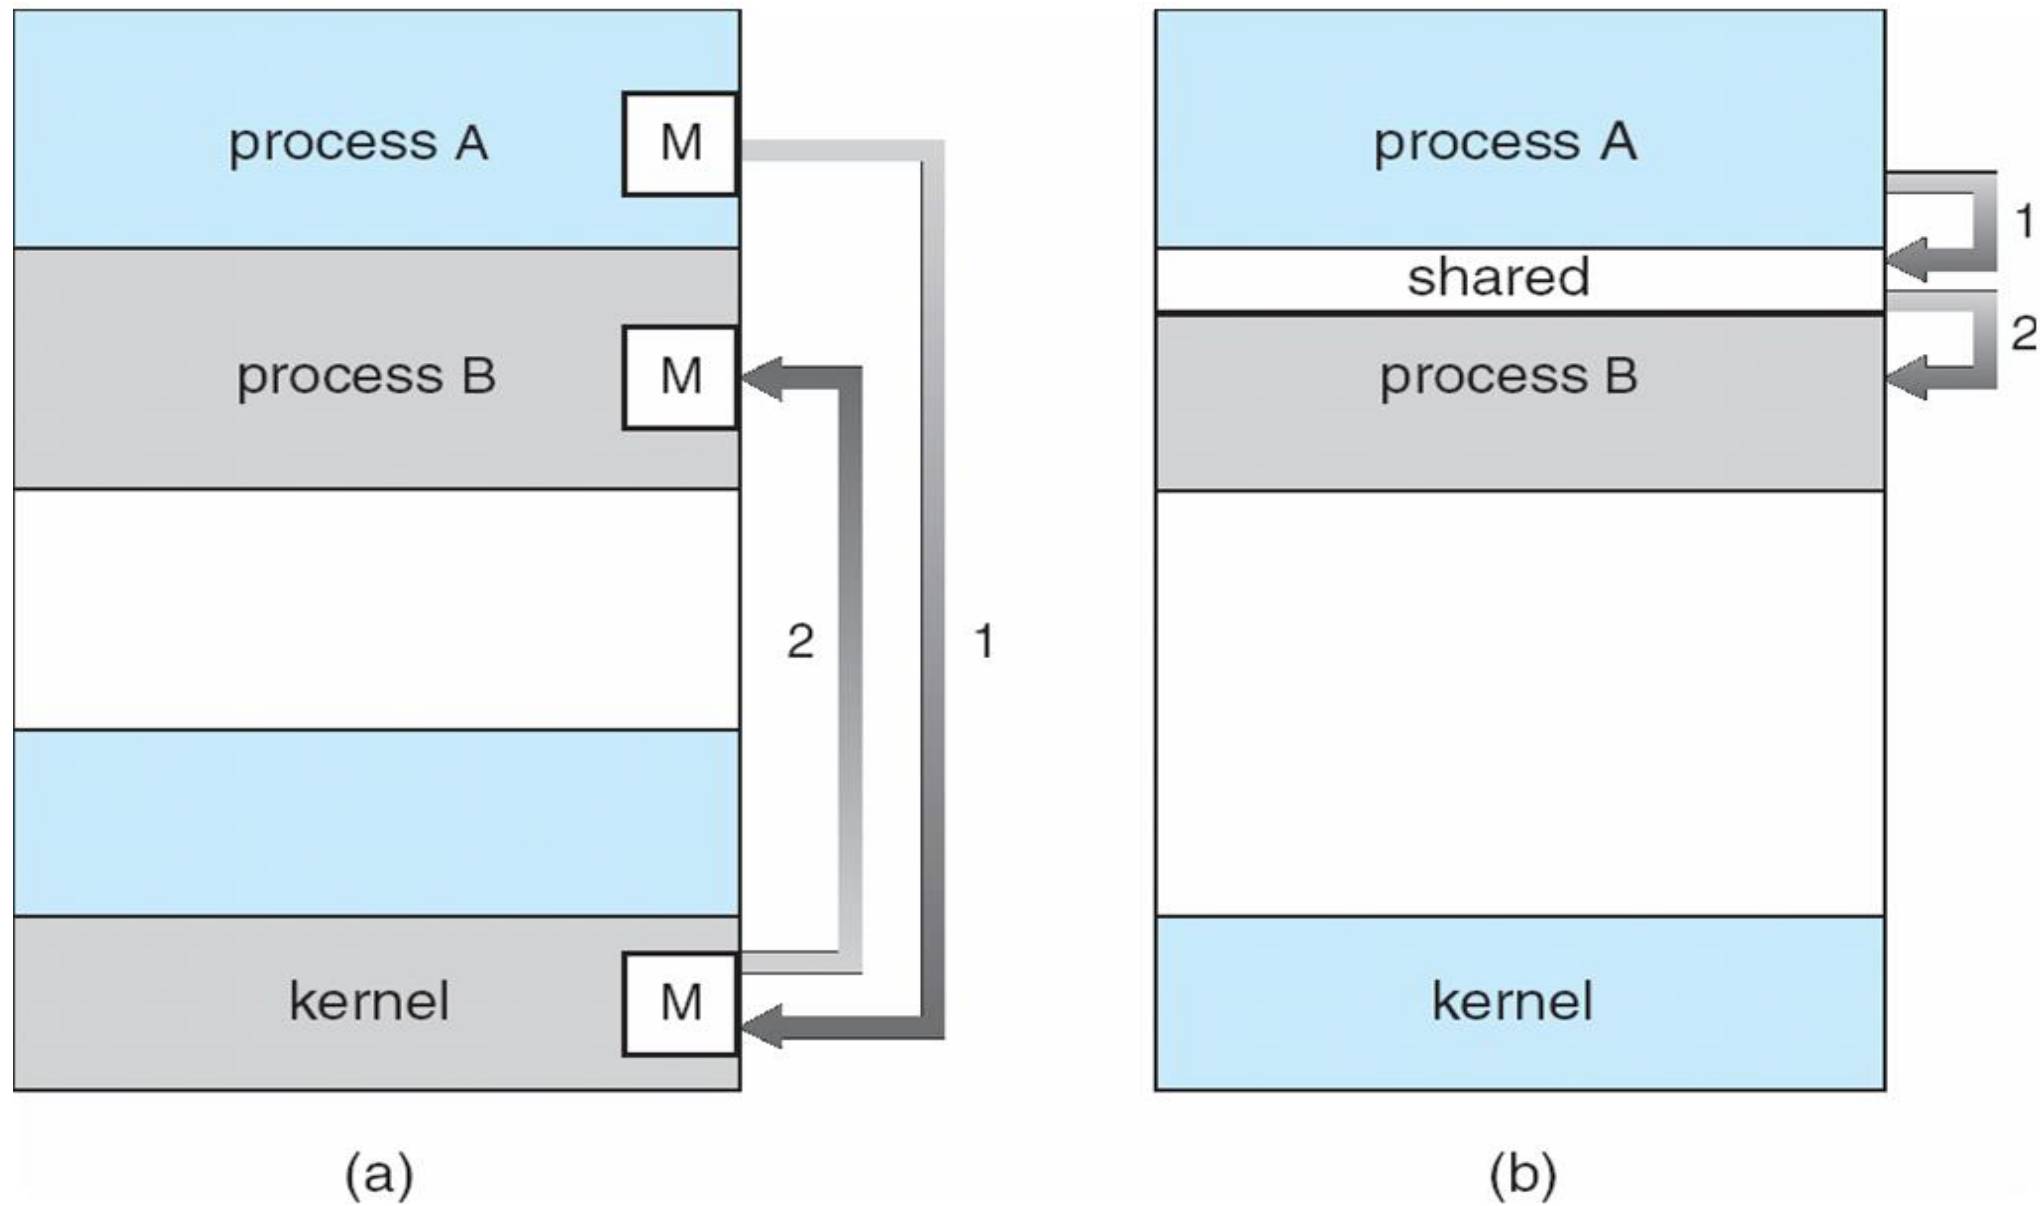 process A
M
process B
M
2
1
kernel
M
(a)
process A
1
shared
2
process B
kernel
(b)